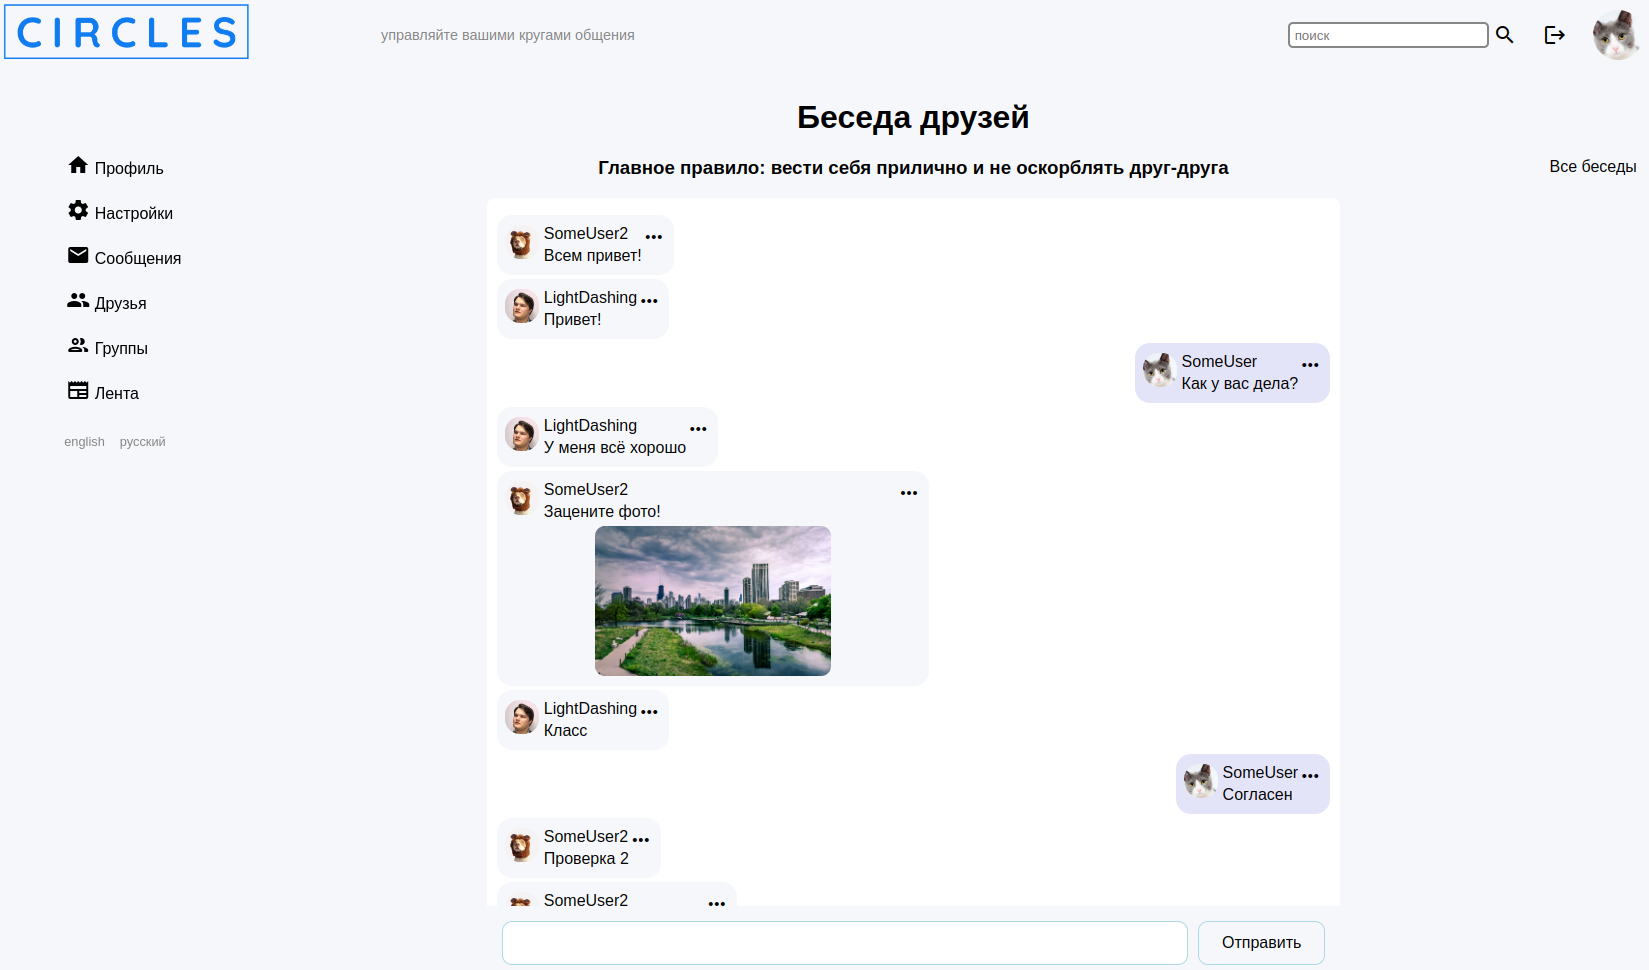 CIRCLES
управляйте вашими кругами общения
поиск
Беседа друзей
Главное правило: вести себя прилично и не оскорблять друг-друга
Все беседы
Профиль
Настройки
Сообщения
Друзья
Группы
Лента
english русский
SomeUser2
Всем привет!
LightDashing
Привет!
SomeUser
Как у вас дела?
LightDashing
У меня всё хорошо
SomeUser2
Зацените фото!
LightDashing
Класс
SomeUser
Согласен
SomeUser2
Проверка 2
SomeUser2
Отправить